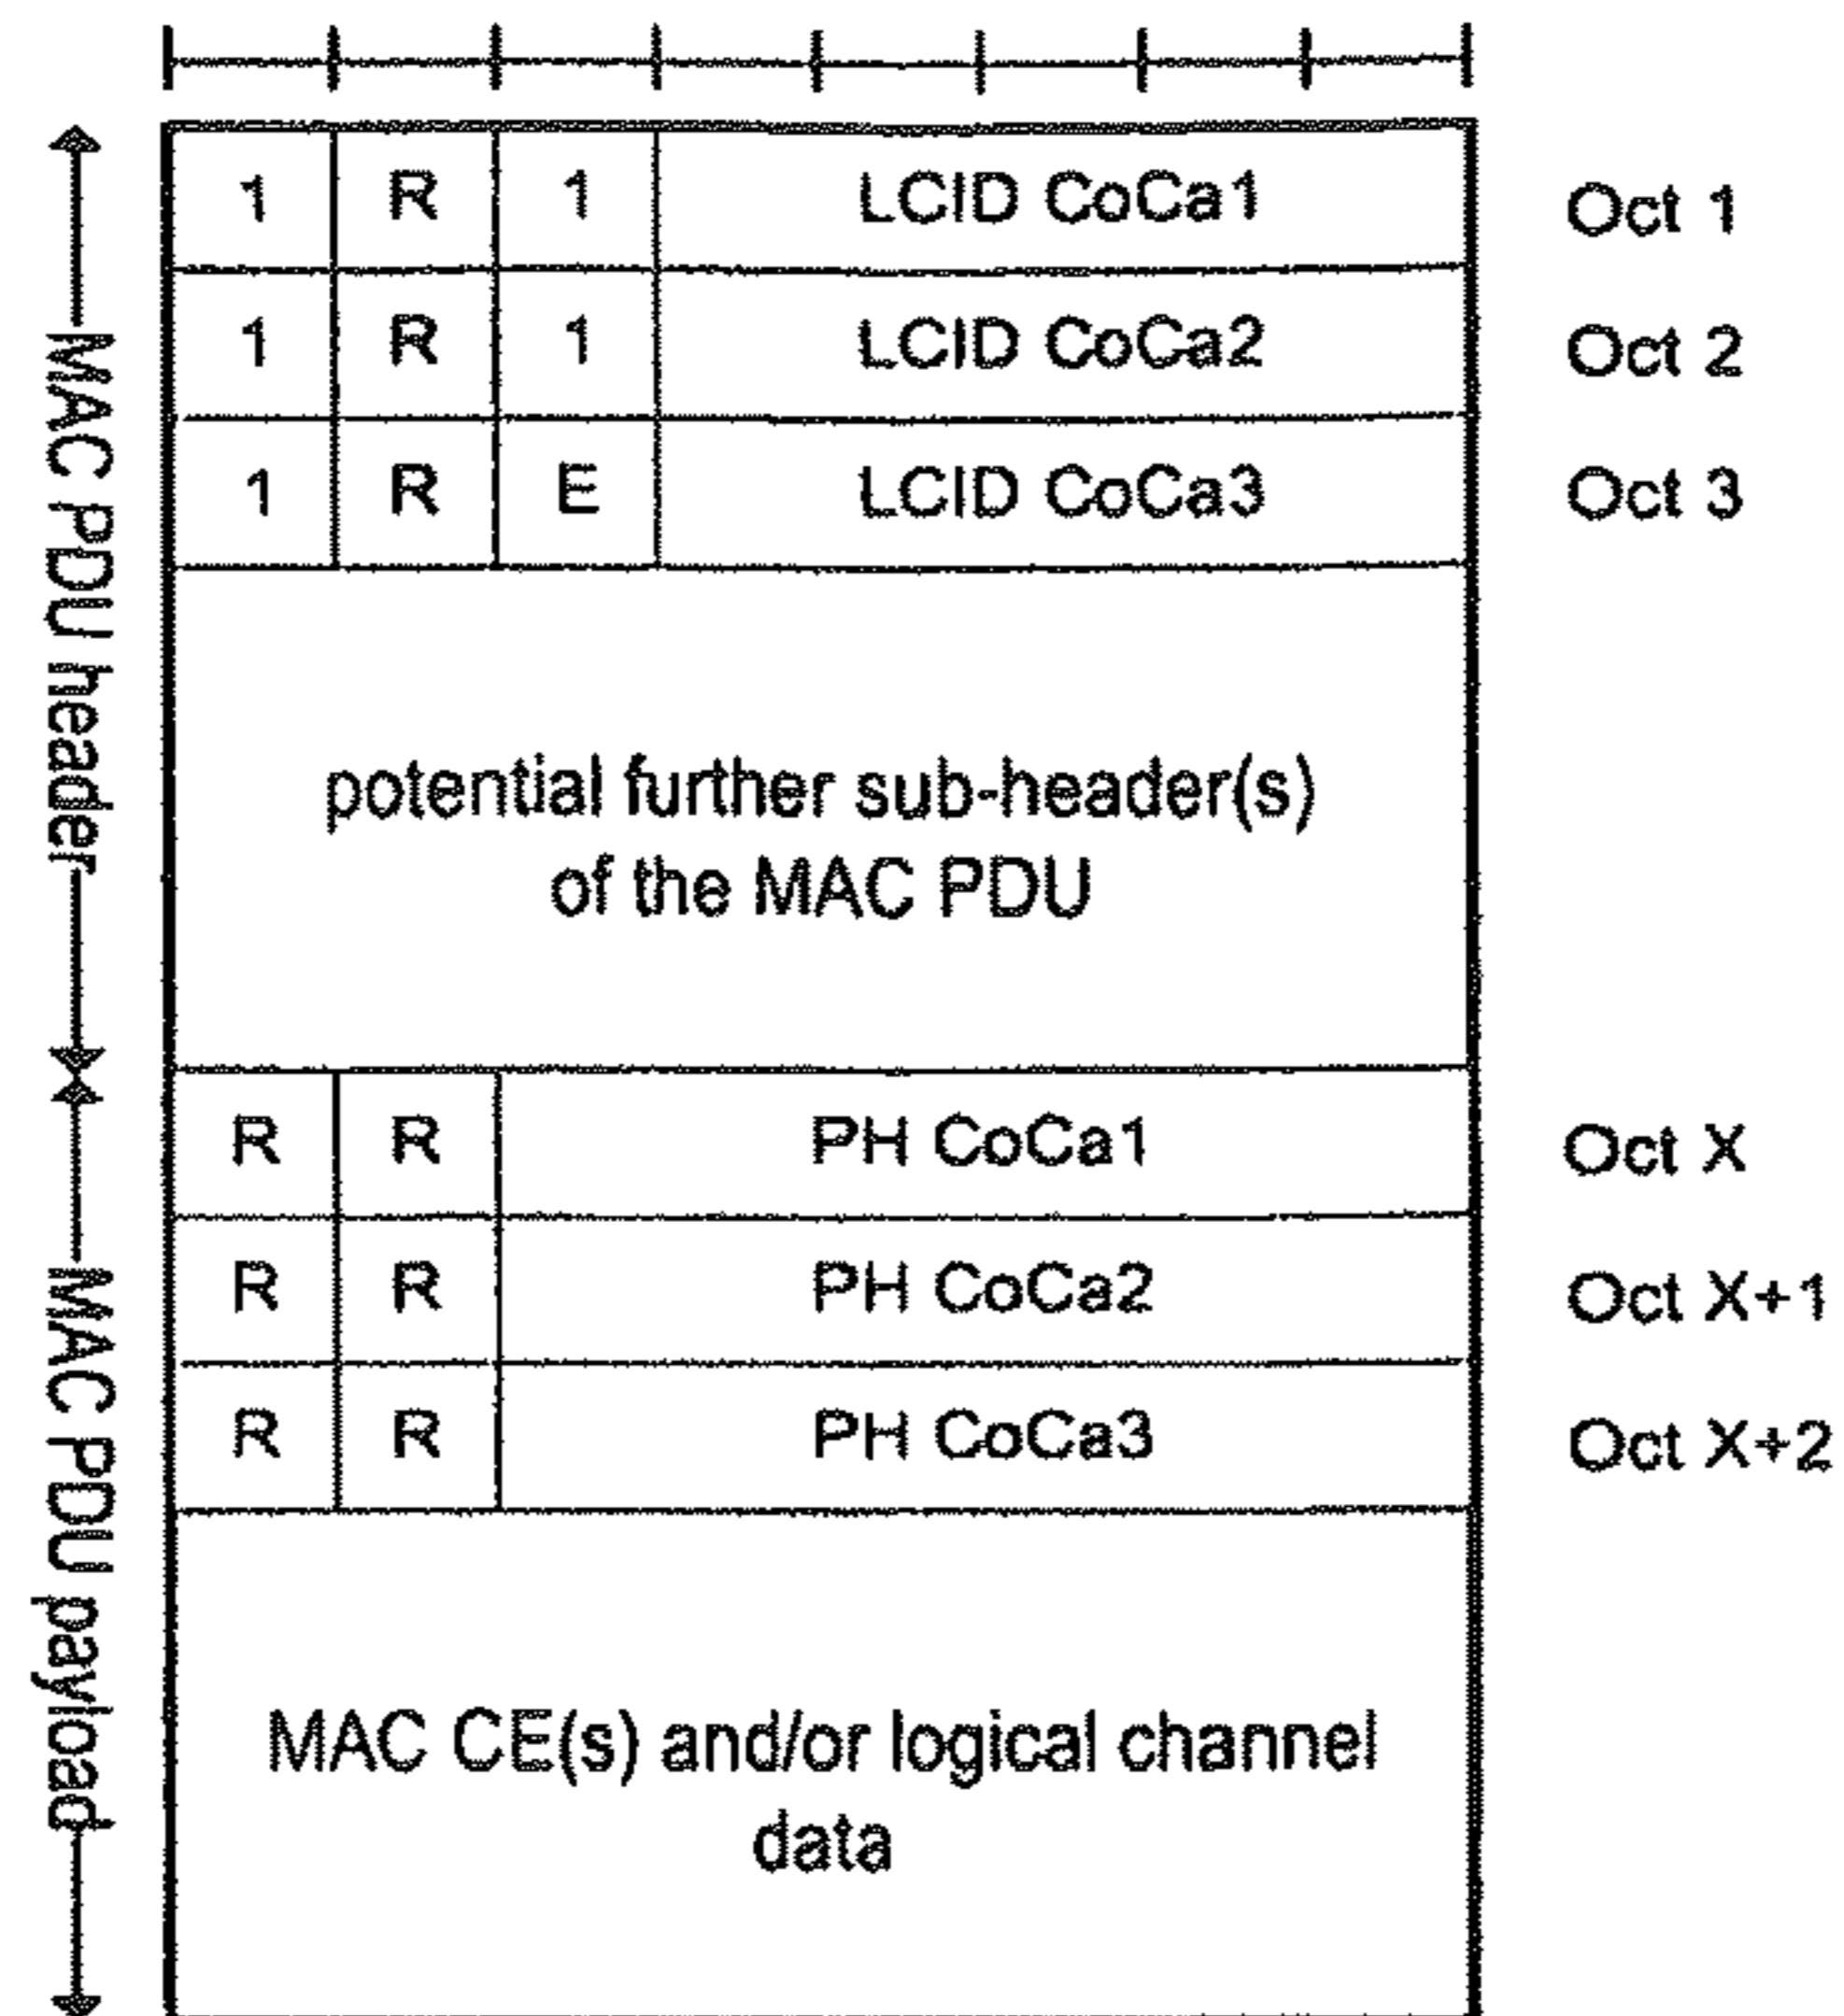 1 R 1 LCID CoCa1 Oct 1
1 R 1 LCID CoCa2 Oct 2
1 R E LCID CoCa3 Oct 3
potential further sub-header(s)
of the MAC PDU
MAC PDU header
R R PH CoCa1 Oct X
R R PH CoCa2 Oct X+1
R R PH CoCa3 Oct X+2
MAC CE(s) and/or logical channel
data
MAC PDU payload